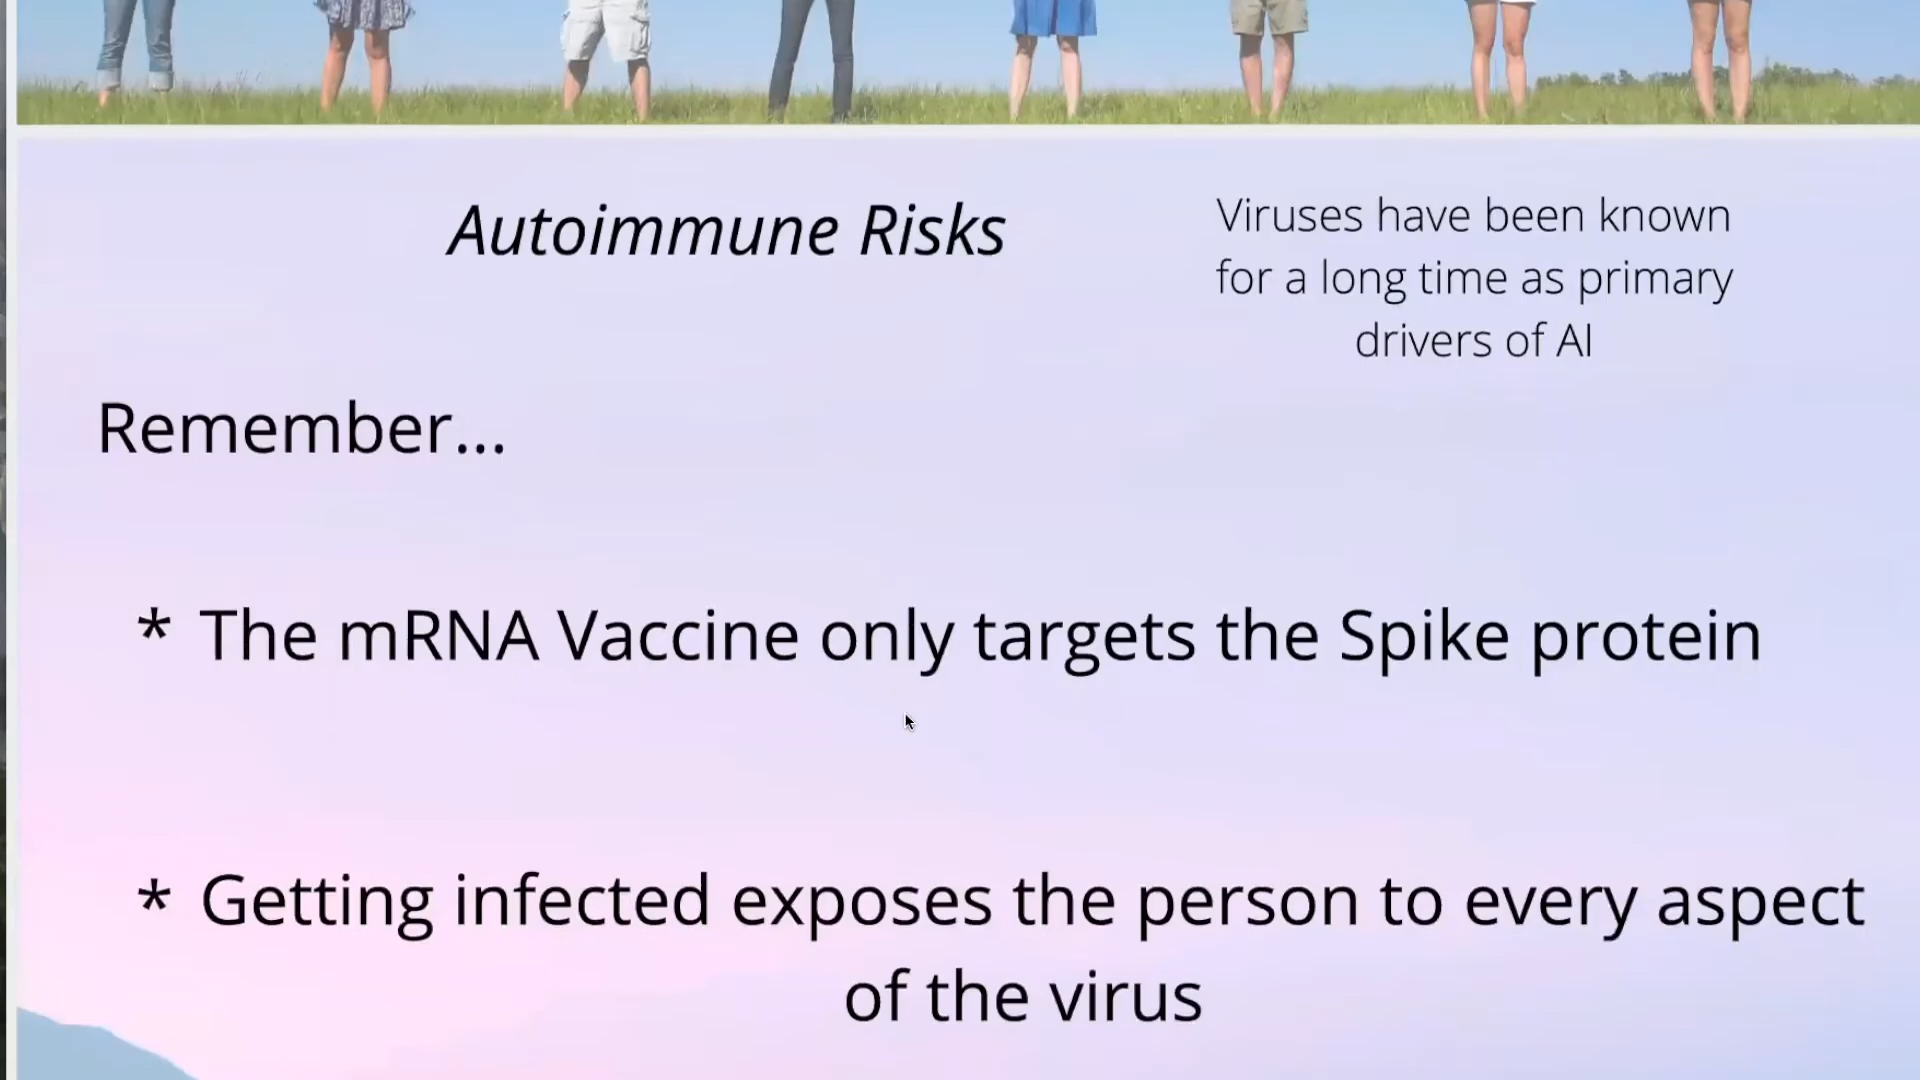 Autoimmune Risks
Viruses have been known
for a long time as primary
drivers of AI
Remember...
* The mRNA Vaccine only targets the Spike protein
* Getting infected exposes the person to every aspect
of the virus